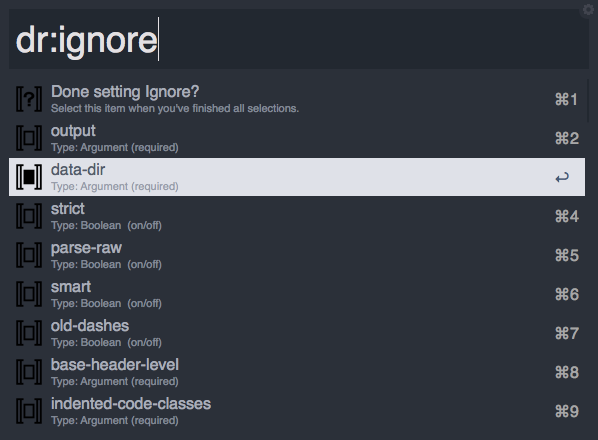 dr:ignore
Done setting Ignore?
⌘1
Select this item when you've finished all selections.
output
⌘2
Type: Argument (required)
data-dir
↩
Type: Argument (required)
strict
⌘4
Type: Boolean (on/off)
parse-raw
⌘5
Type: Boolean (on/off)
smart
⌘6
Type: Boolean (on/off)
old-dashes
⌘7
Type: Boolean (on/off)
base-header-level
⌘8
Type: Argument (required)
indented-code-classes
⌘9
Type: Argument (required)